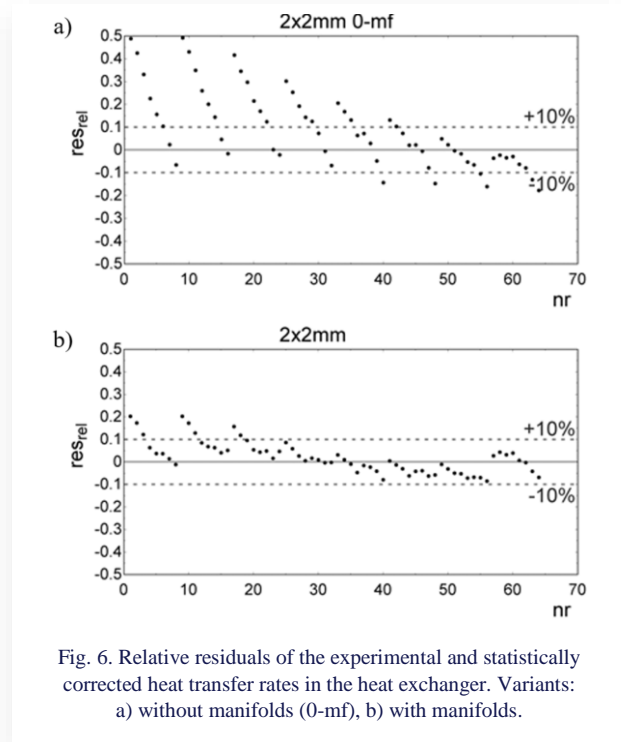 a)
2x2mm 0-mf
0.5
0.4
0.3
0.2
0.1
0
-0.1
-0.2
-0.3
-0.4
-0.5
res_rel
+10%
-10%
0 10 20 30 40 50 60 70
nr
b)
2x2mm
0.5
0.4
0.3
0.2
0.1
0
-0.1
-0.2
-0.3
-0.4
-0.5
res_rel
+10%
-10%
0 10 20 30 40 50 60 70
nr
Fig. 6. Relative residuals of the experimental and statistically
corrected heat transfer rates in the heat exchanger. Variants:
a) without manifolds (0-mf), b) with manifolds.